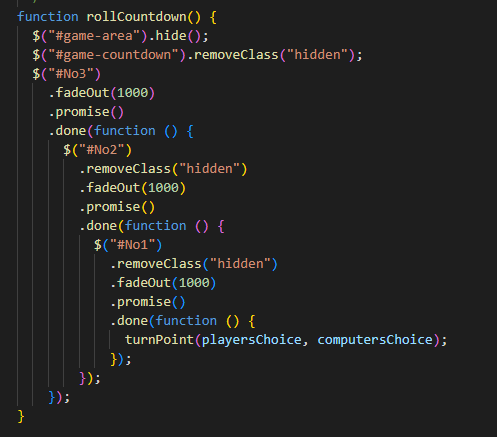 function rollCountdown() {
  $("#game-area").hide();
  $("#game-countdown").removeClass("hidden");
  $("#No3")
    .fadeOut(1000)
    .promise()
    .done(function () {
      $("#No2")
        .removeClass("hidden")
        .fadeOut(1000)
        .promise()
        .done(function () {
          $("#No1")
            .removeClass("hidden")
            .fadeOut(1000)
            .promise()
            .done(function () {
              turnPoint(playersChoice, computersChoice);
            });
        });
    });
}